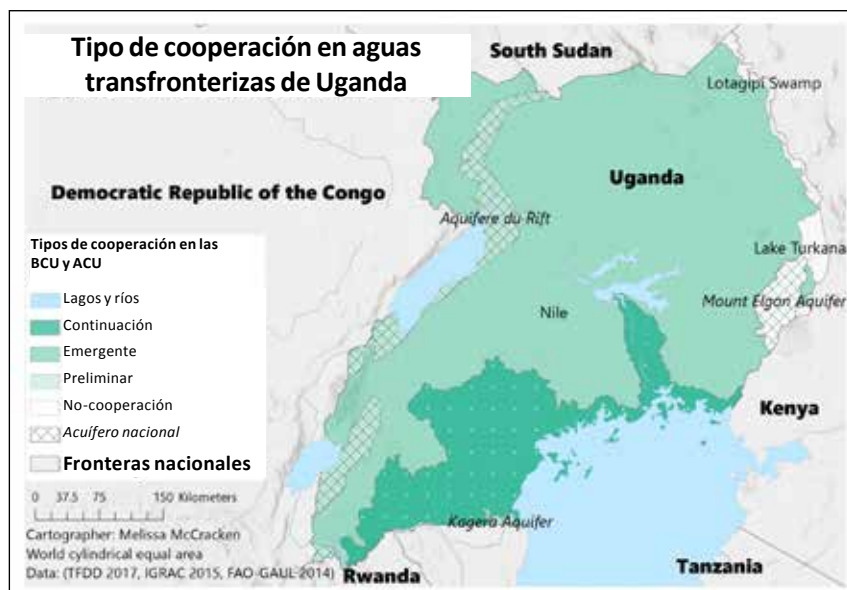 Tipo de cooperación en aguas
transfronterizas de Uganda
South Sudan
Lotagipi Swamp
Uganda
Democratic Republic of the Congo
Aquifere du Rift
Tipos de cooperación en las
BCU y ACU
Lake Turkana
Lagos y ríos
Mount Elgon Aquifer
Nile
Continuación
Emergente
Preliminar
No-cooperación
Kenya
Acuífero nacional
Fronteras nacionales
0 37.5 75 150 Kilometers
Kagera Aquifer
Cartographer: Melissa McCracken
World cylindrical equal area
Data: (TFDD 2017, IGRAC 2015, FAO-GAUL 2014)
Rwanda
Tanzania